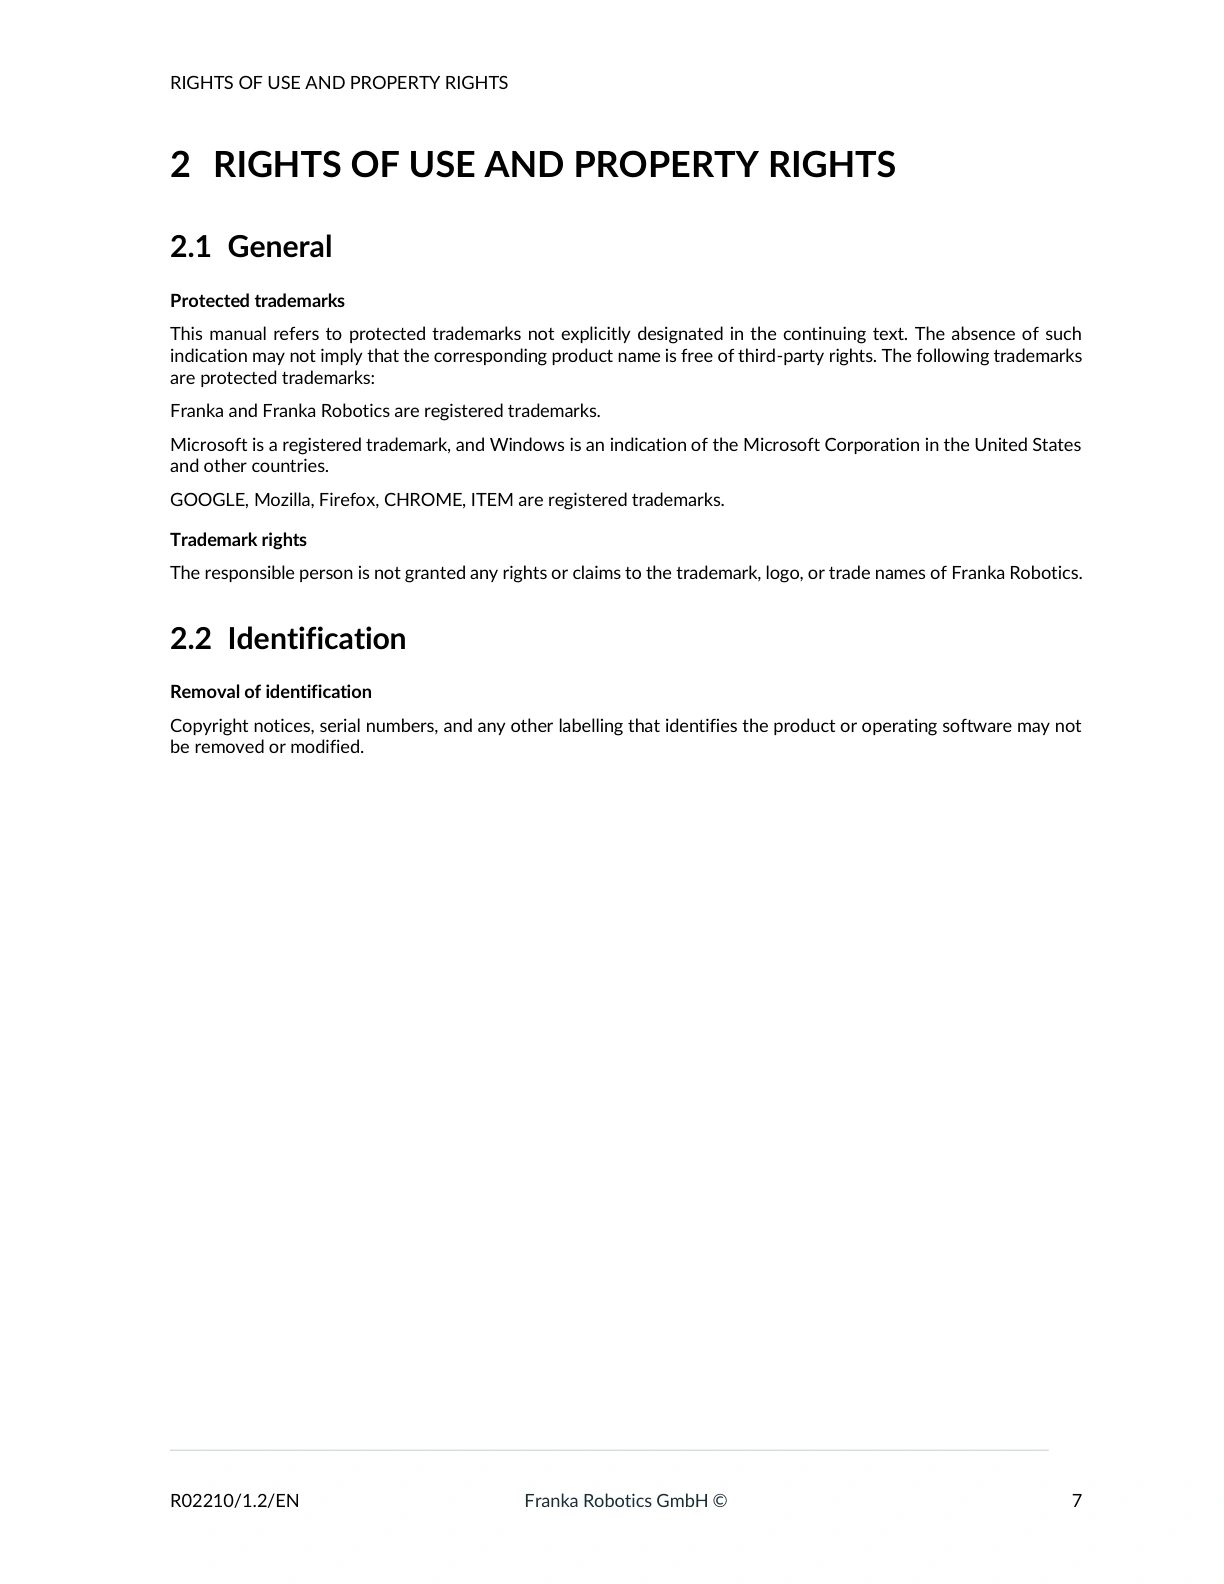 RIGHTS OF USE AND PROPERTY RIGHTS
2 RIGHTS OF USE AND PROPERTY RIGHTS
2.1 General
Protected trademarks
This manual refers to protected trademarks not explicitly designated in the continuing text. The absence of such
indication may not imply that the corresponding product name is free of third-party rights. The following trademarks
are protected trademarks:
Franka and Franka Robotics are registered trademarks.
Microsoft is a registered trademark, and Windows is an indication of the Microsoft Corporation in the United States
and other countries.
GOOGLE, Mozilla, Firefox, CHROME, ITEM are registered trademarks.
Trademark rights
The responsible person is not granted any rights or claims to the trademark, logo, or trade names of Franka Robotics.
2.2 Identification
Removal of identification
Copyright notices, serial numbers, and any other labelling that identifies the product or operating software may not
be removed or modified.
R02210/1.2/EN Franka Robotics GmbH © 7